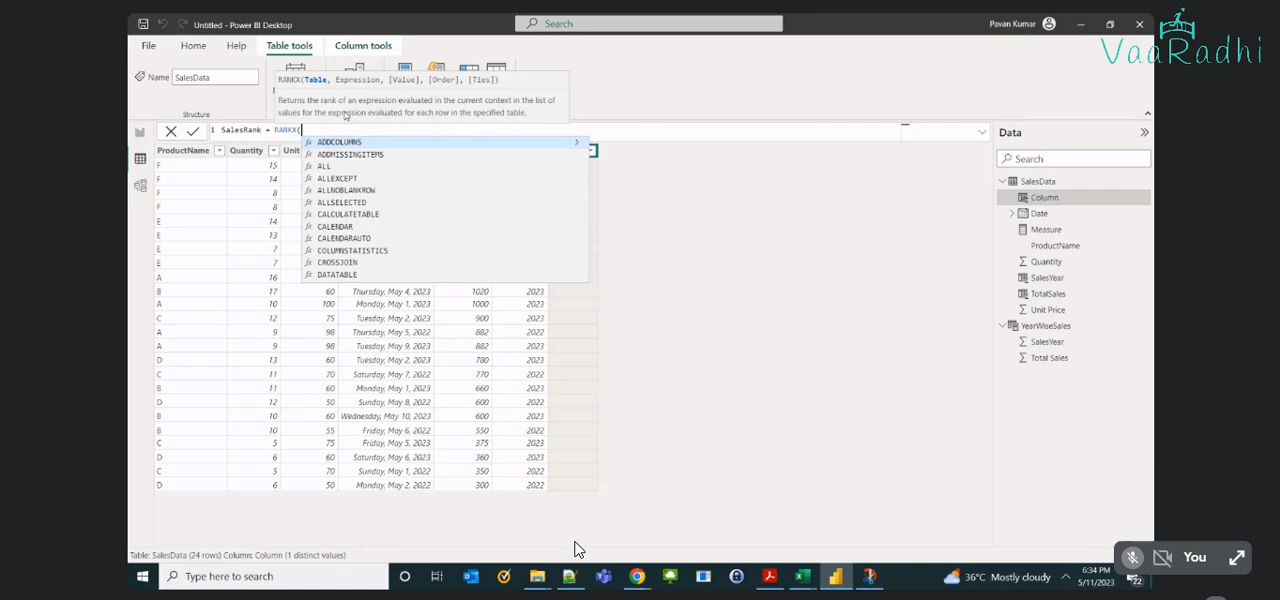 Untitled - Power BI Desktop
Search
Pavan Kumar
VaaRadhi
File Home Help Table tools Column tools
Name SalesData
RANKX(Table, Expression, [Value], [Order], [Ties])
Returns the rank of an expression evaluated in the current context in the list of
values for the expression evaluated for each row in the specified table.
Structure
1 SalesRank = RANKX(
Data
ProductName Quantity Unit
Search
ADDCOLUMNS
ADDMISSINGITEMS
ALL
ALLEXCEPT
ALLNOBLANKROW
ALLSELECTED
CALCULATETABLE
CALENDAR
CALENDARAUTO
COLUMNSTATISTICS
CROSSJOIN
DATATABLE
F 15
F 14
F 8
F 8
E 14
E 13
E 7
E 7
A 16
B 17 60 Thursday, May 4, 2023 1020 2023
A 10 100 Monday, May 1, 2023 1000 2023
C 12 75 Tuesday, May 2, 2023 900 2023
A 9 98 Thursday, May 5, 2022 882 2022
A 9 98 Tuesday, May 9, 2023 882 2022
D 13 60 Tuesday, May 2, 2023 780 2023
C 11 70 Saturday, May 7, 2022 770 2022
B 11 60 Monday, May 1, 2023 660 2023
D 12 50 Sunday, May 8, 2022 600 2022
B 10 60 Wednesday, May 10, 2023 600 2023
B 10 55 Friday, May 6, 2022 550 2022
C 5 75 Friday, May 5, 2023 375 2023
D 6 60 Saturday, May 6, 2023 360 2023
C 5 70 Sunday, May 1, 2022 350 2022
D 6 50 Monday, May 2, 2022 300 2022
SalesData
Column
Date
Measure
ProductName
Quantity
SalesYear
TotalSales
Unit Price
YearWiseSales
SalesYear
Total Sales
Table: SalesData (24 rows) Column: Column (1 distinct values)
You
Type here to search
36°C Mostly cloudy
6:34 PM
5/11/2023
22